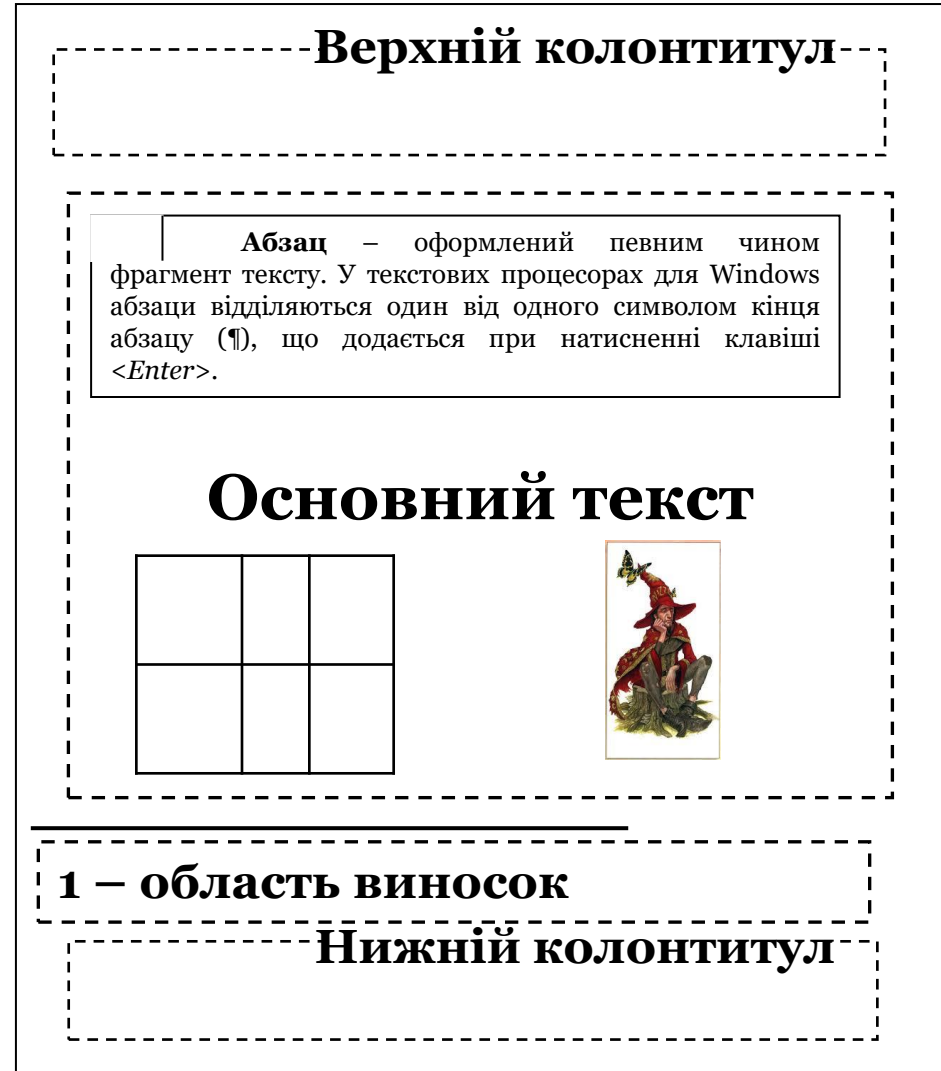 Верхній колонтитул
Абзац – оформлений певним чином
фрагмент тексту. У текстових процесорах для Windows
абзаци відділяються один від одного символом кінця
абзацу (¶), що додається при натисненні клавіші
<Enter>.
Основний текст
1 – область виносок
Нижній колонтитул